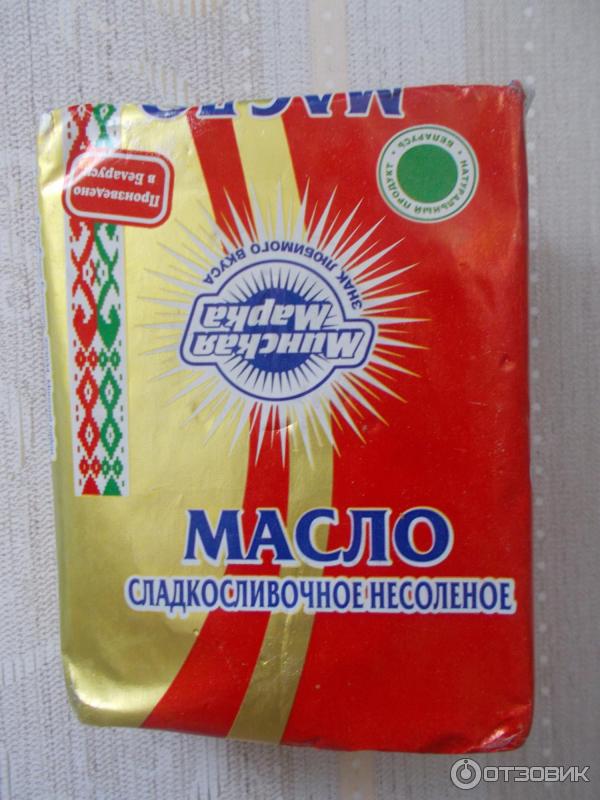 МАСЛО
Произведено
в Беларуси
НАТУРАЛЬНЫЙ ПРОДУКТ • БЕЛАРУСЬ •
ЗНАК ЛЮБИМОГО ВКУСА
Минская
Марка
МАСЛО
СЛАДКОСЛИВОЧНОЕ НЕСОЛЕНОЕ
ОТЗОВИК